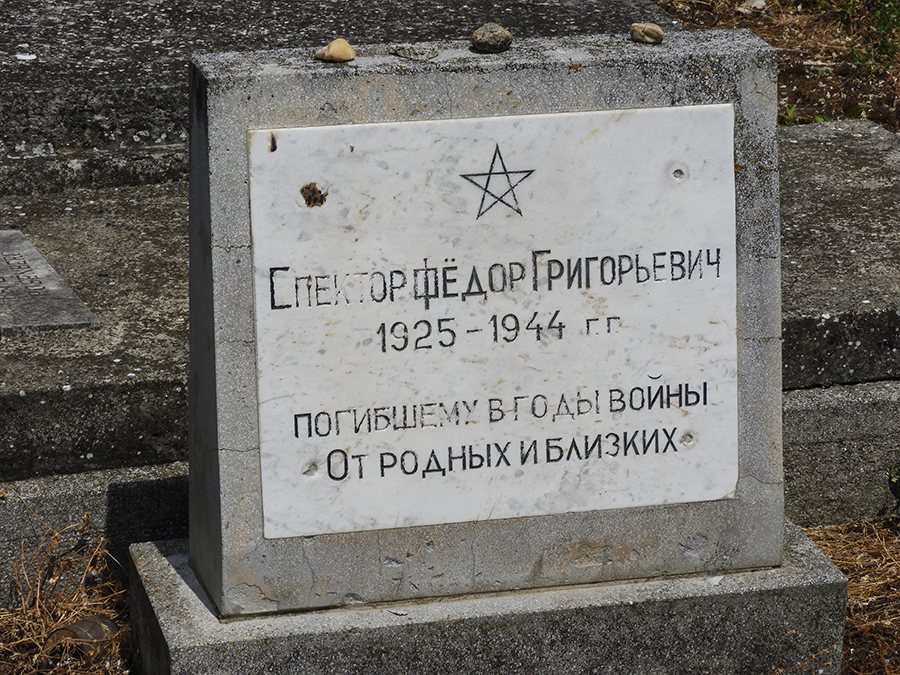 Спектор Фёдор Григорьевич
1925 - 1944 г.г.
погибшему в годы войны
От родных и близких